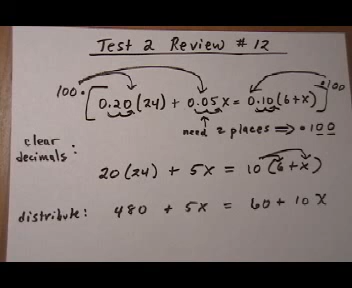 Test 2 Review # 12
100 · [0.20(24) + 0.05x = 0.10(6+x)] · 100
need 2 places ⟹ · 100
clear
decimals:
20(24) + 5x = 10(6+x)
distribute: 480 + 5x = 60 + 10x